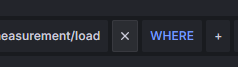 easurement/load × WHERE +